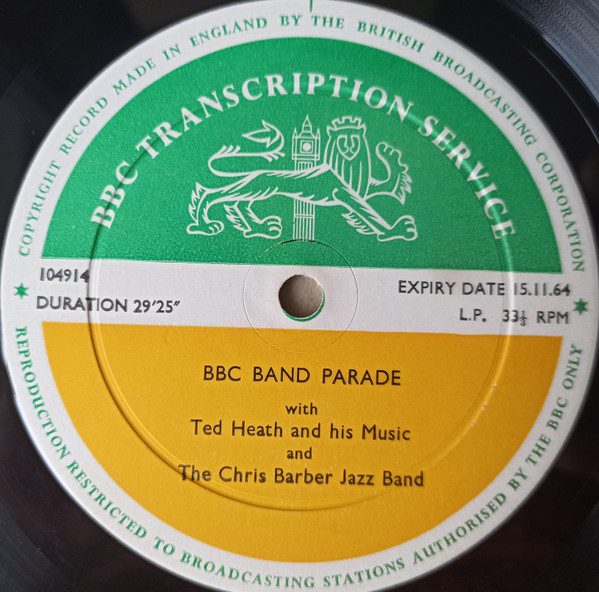 COPYRIGHT RECORD MADE IN ENGLAND BY THE BRITISH BROADCASTING CORPORATION
BBC TRANSCRIPTION SERVICE
104914
DURATION 29'25"
EXPIRY DATE 15.11.64
L.P. 33⅓ RPM
BBC BAND PARADE
with
Ted Heath and his Music
and
The Chris Barber Jazz Band
REPRODUCTION RESTRICTED TO BROADCASTING STATIONS AUTHORISED BY THE BBC ONLY